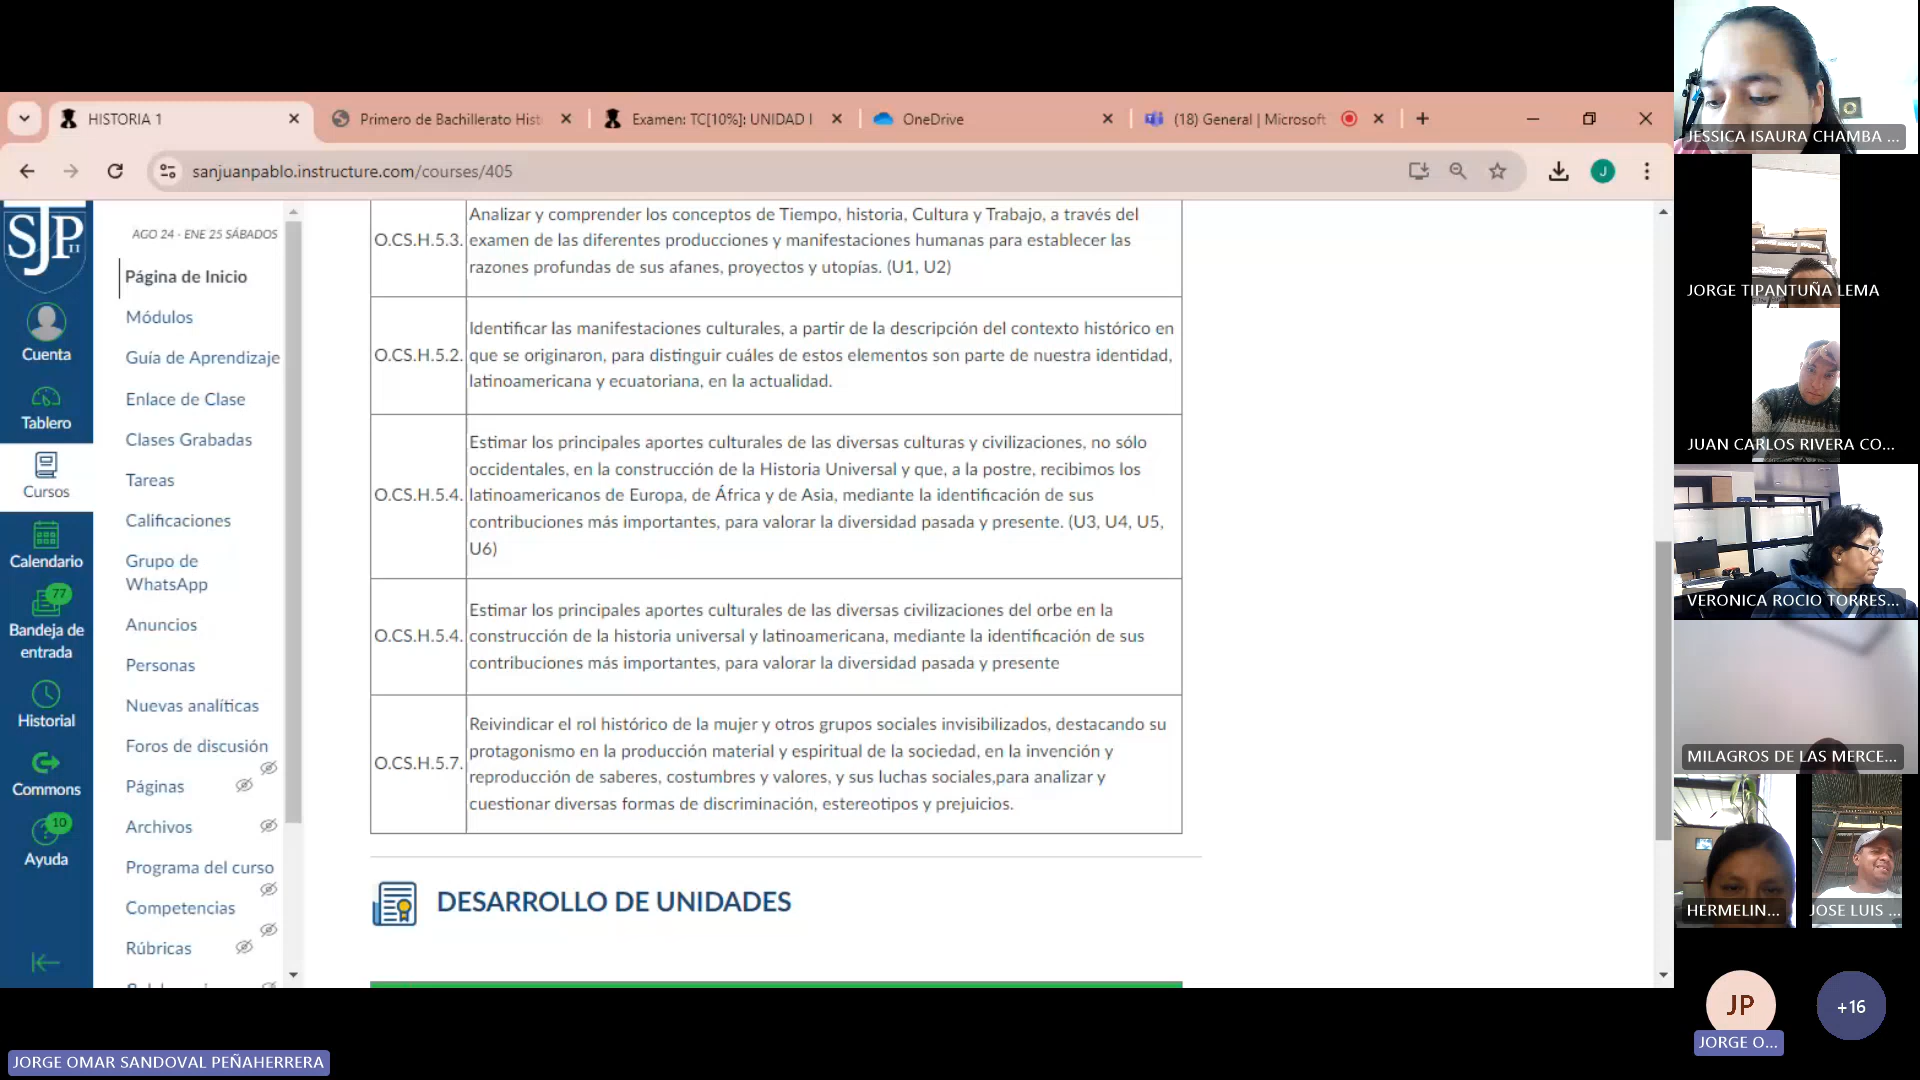 HISTORIA 1
Primero de Bachillerato Hist
Examen: TC[10%]: UNIDAD I
OneDrive
(18) General | Microsoft
sanjuanpablo.instructure.com/courses/405
J
SJP
II
Cuenta
Tablero
Cursos
Calendario
77
Bandeja de
entrada
Historial
Commons
10
Ayuda
AGO 24 - ENE 25 SÁBADOS
Página de Inicio
Módulos
Guía de Aprendizaje
Enlace de Clase
Clases Grabadas
Tareas
Calificaciones
Grupo de
WhatsApp
Anuncios
Personas
Nuevas analíticas
Foros de discusión
Páginas
Archivos
Programa del curso
Competencias
Rúbricas
O.CS.H.5.3.
Analizar y comprender los conceptos de Tiempo, historia, Cultura y Trabajo, a través del
examen de las diferentes producciones y manifestaciones humanas para establecer las
razones profundas de sus afanes, proyectos y utopías. (U1, U2)
O.CS.H.5.2.
Identificar las manifestaciones culturales, a partir de la descripción del contexto histórico en
que se originaron, para distinguir cuáles de estos elementos son parte de nuestra identidad,
latinoamericana y ecuatoriana, en la actualidad.
O.CS.H.5.4.
Estimar los principales aportes culturales de las diversas culturas y civilizaciones, no sólo
occidentales, en la construcción de la Historia Universal y que, a la postre, recibimos los
latinoamericanos de Europa, de África y de Asia, mediante la identificación de sus
contribuciones más importantes, para valorar la diversidad pasada y presente. (U3, U4, U5,
U6)
O.CS.H.5.4.
Estimar los principales aportes culturales de las diversas civilizaciones del orbe en la
construcción de la historia universal y latinoamericana, mediante la identificación de sus
contribuciones más importantes, para valorar la diversidad pasada y presente
O.CS.H.5.7.
Reivindicar el rol histórico de la mujer y otros grupos sociales invisibilizados, destacando su
protagonismo en la producción material y espiritual de la sociedad, en la invención y
reproducción de saberes, costumbres y valores, y sus luchas sociales,para analizar y
cuestionar diversas formas de discriminación, estereotipos y prejuicios.
DESARROLLO DE UNIDADES
JESSICA ISAURA CHAMBA ...
JORGE TIPANTUÑA LEMA
JUAN CARLOS RIVERA CO...
VERONICA ROCIO TORRES...
MILAGROS DE LAS MERCE...
HERMELIN...
JOSE LUIS ...
JP
+16
JORGE O...
JORGE OMAR SANDOVAL PEÑAHERRERA